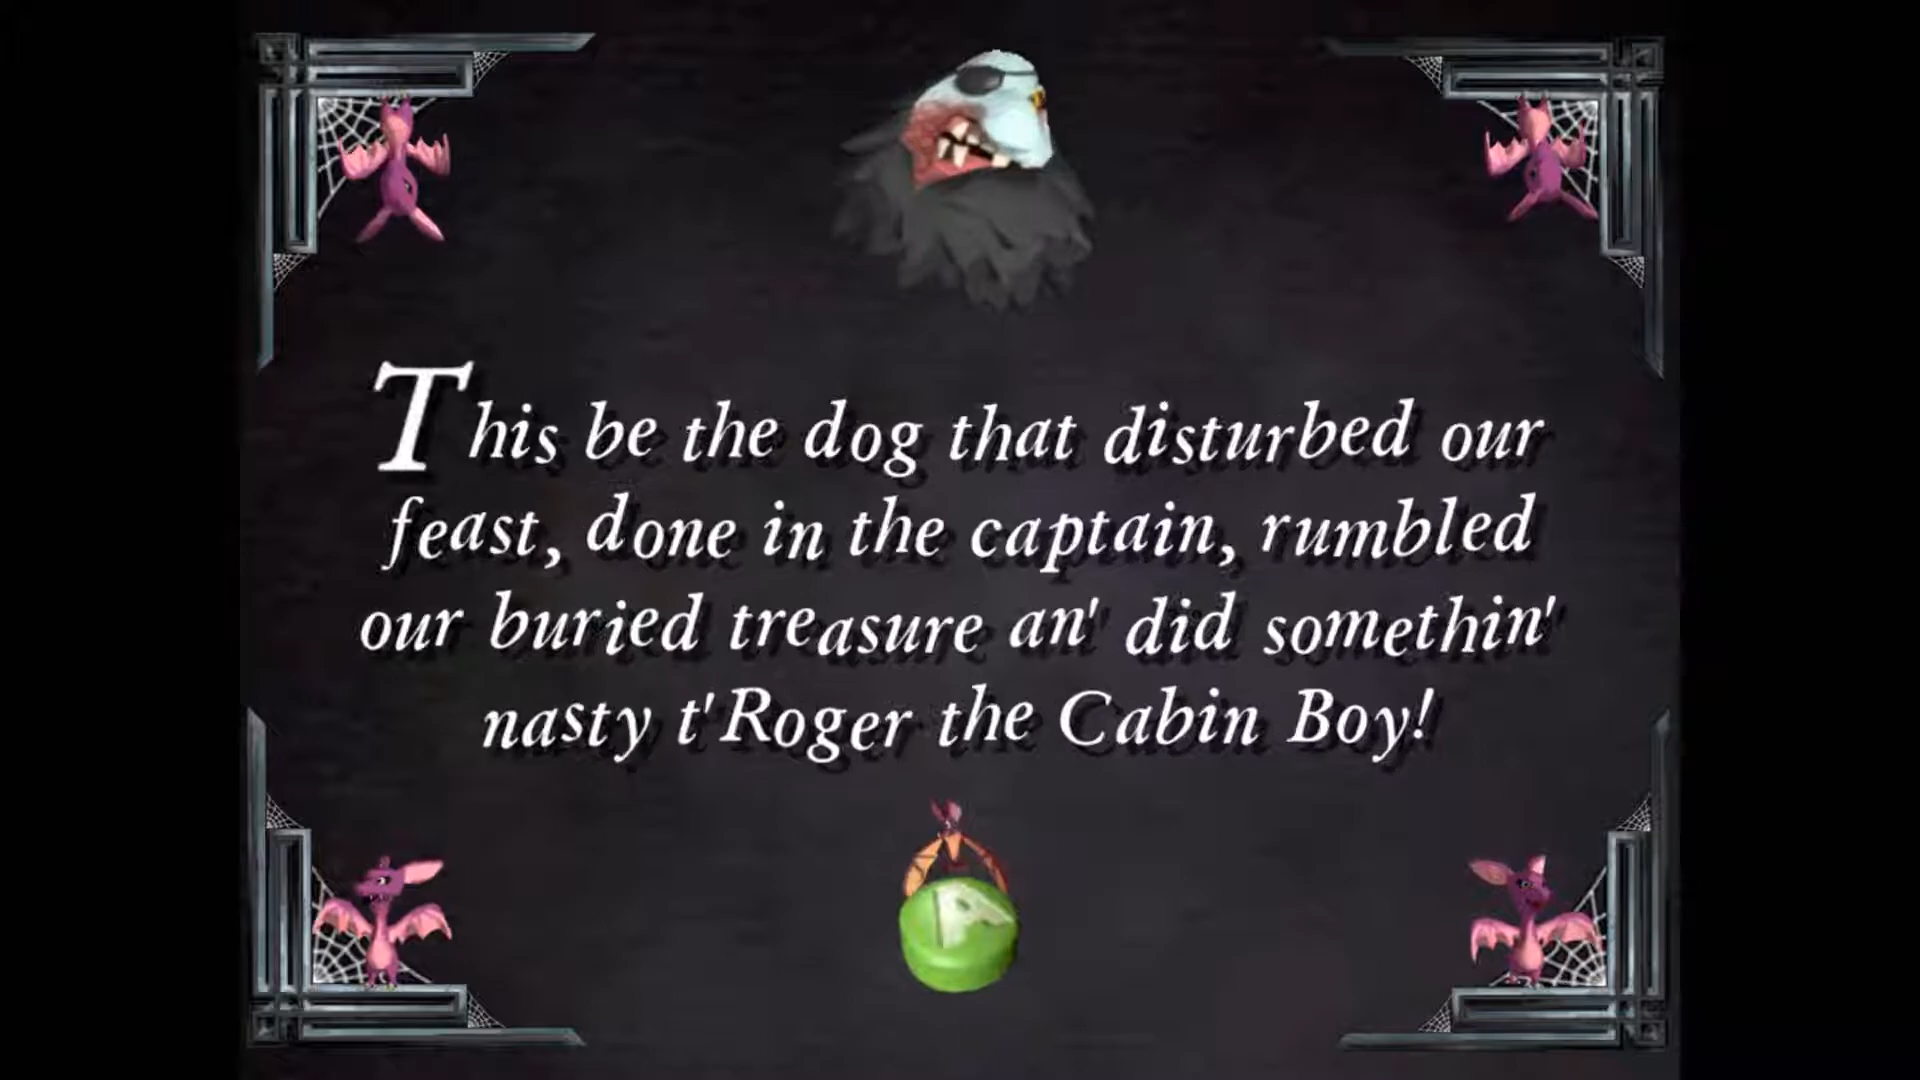 This be the dog that disturbed our
feast, done in the captain, rumbled
our buried treasure an' did somethin'
nasty t' Roger the Cabin Boy!